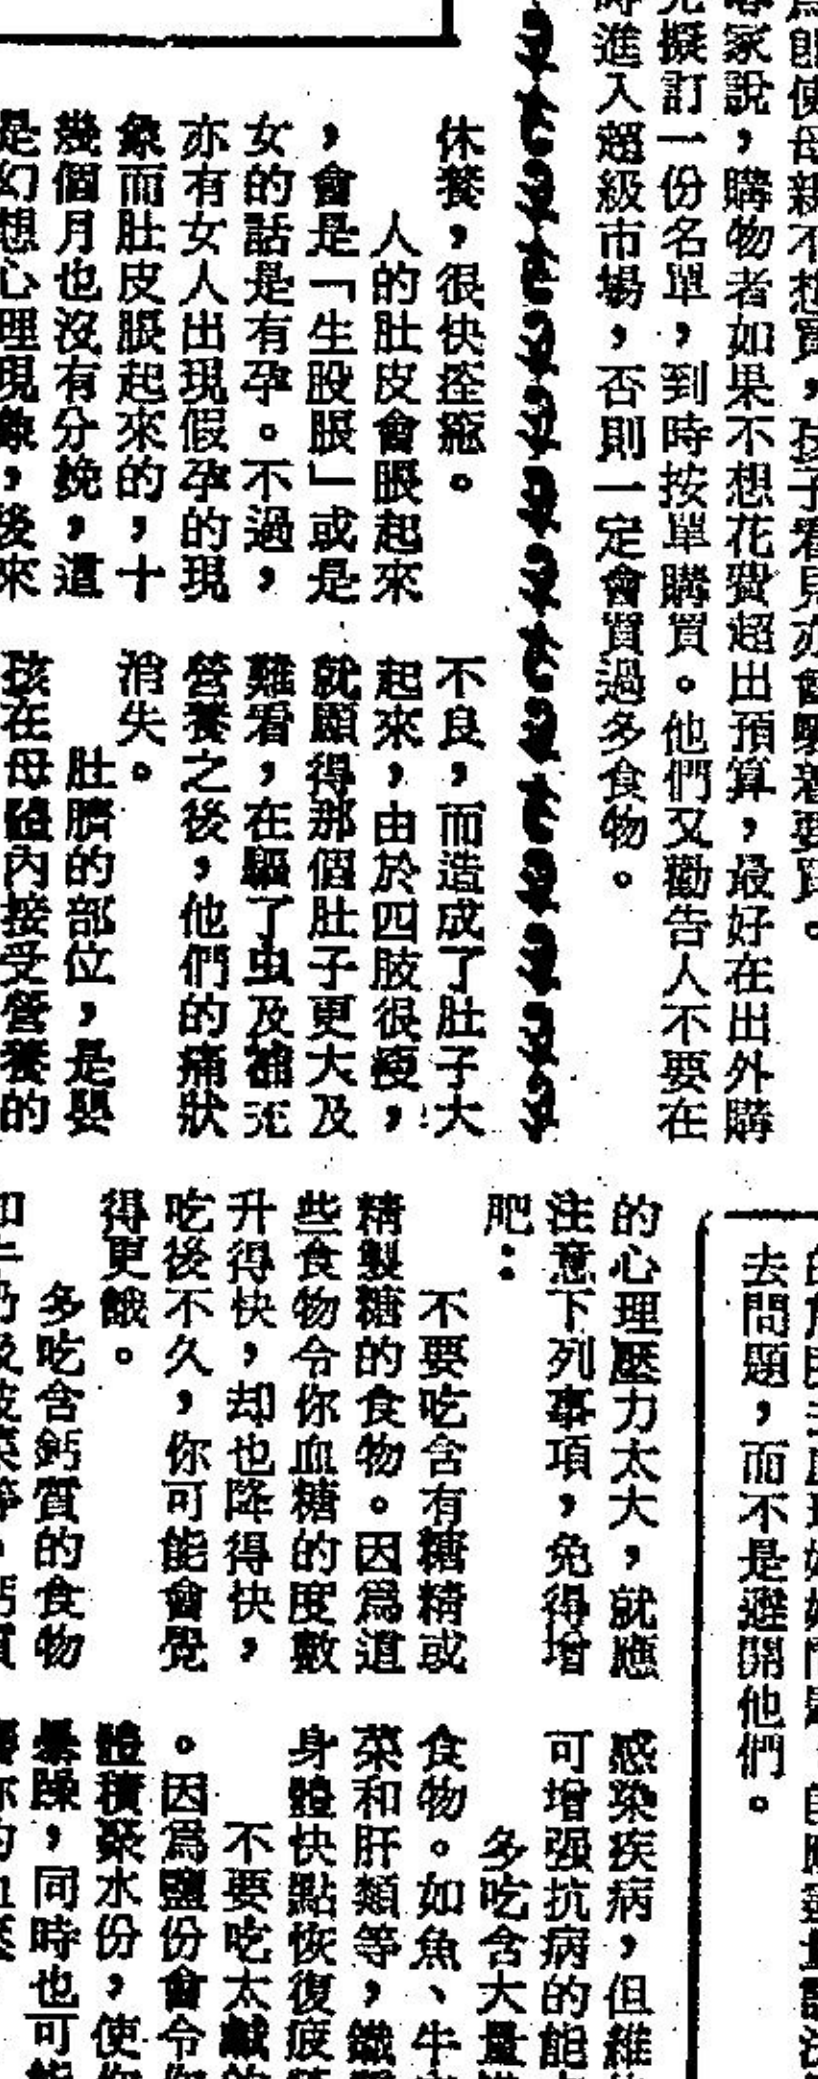 客家說，購物者如果不想花費超出預算，最好在出外購
擬訂一份名單，到時按單購買。他們又勸告人不要在
時進入超級市場，否則一定會買過多食物。
休養，很快痊癒。
人的肚皮會脹起來
，會是「生股脹」或是
女的話是有孕。不過，
亦有女人出現假孕的現
象而肚皮脹起來的，十
幾個月也沒有分娩，這
是幻想心理現象，後來
不良，而造成了肚子大
起來，由於四肢很瘦，
就顯得那個肚子更大及
難看，在驅了虫及補充
營養之後，他們的病狀
消失。
肚臍的部位，是嬰
孩在母體內接受營養的
去問題，而不是避開他們。
的心理壓力太大，就應
注意下列事項，免得增
肥：
不要吃含有糖精或
精製糖的食物。因爲這
些食物令你血糖的度數
升得快，却也降得快，
吃後不久，你可能會覺
得更餓。
多吃含鈣質的食物
感染疾病，但維
可增强抗病的能
多吃含大量
食物。如魚、牛
菜和肝類等，鐵
身體快點恢復疲
不要吃太鹹的
。因爲鹽份會令你
體積聚水份，使你
暴躁，同時也可能